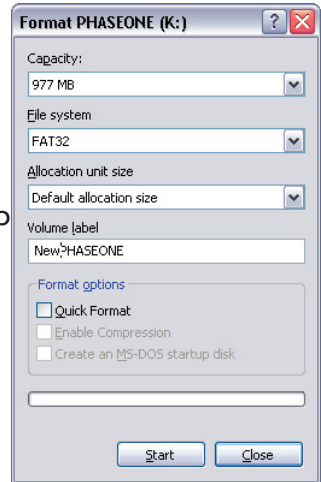 Format PHASEONE (K:)
Capacity:
977 MB
File system
FAT32
Allocation unit size
Default allocation size
Volume label
NewPHASEONE
Format options
Quick Format
Enable Compression
Create an MS-DOS startup disk
Start
Close